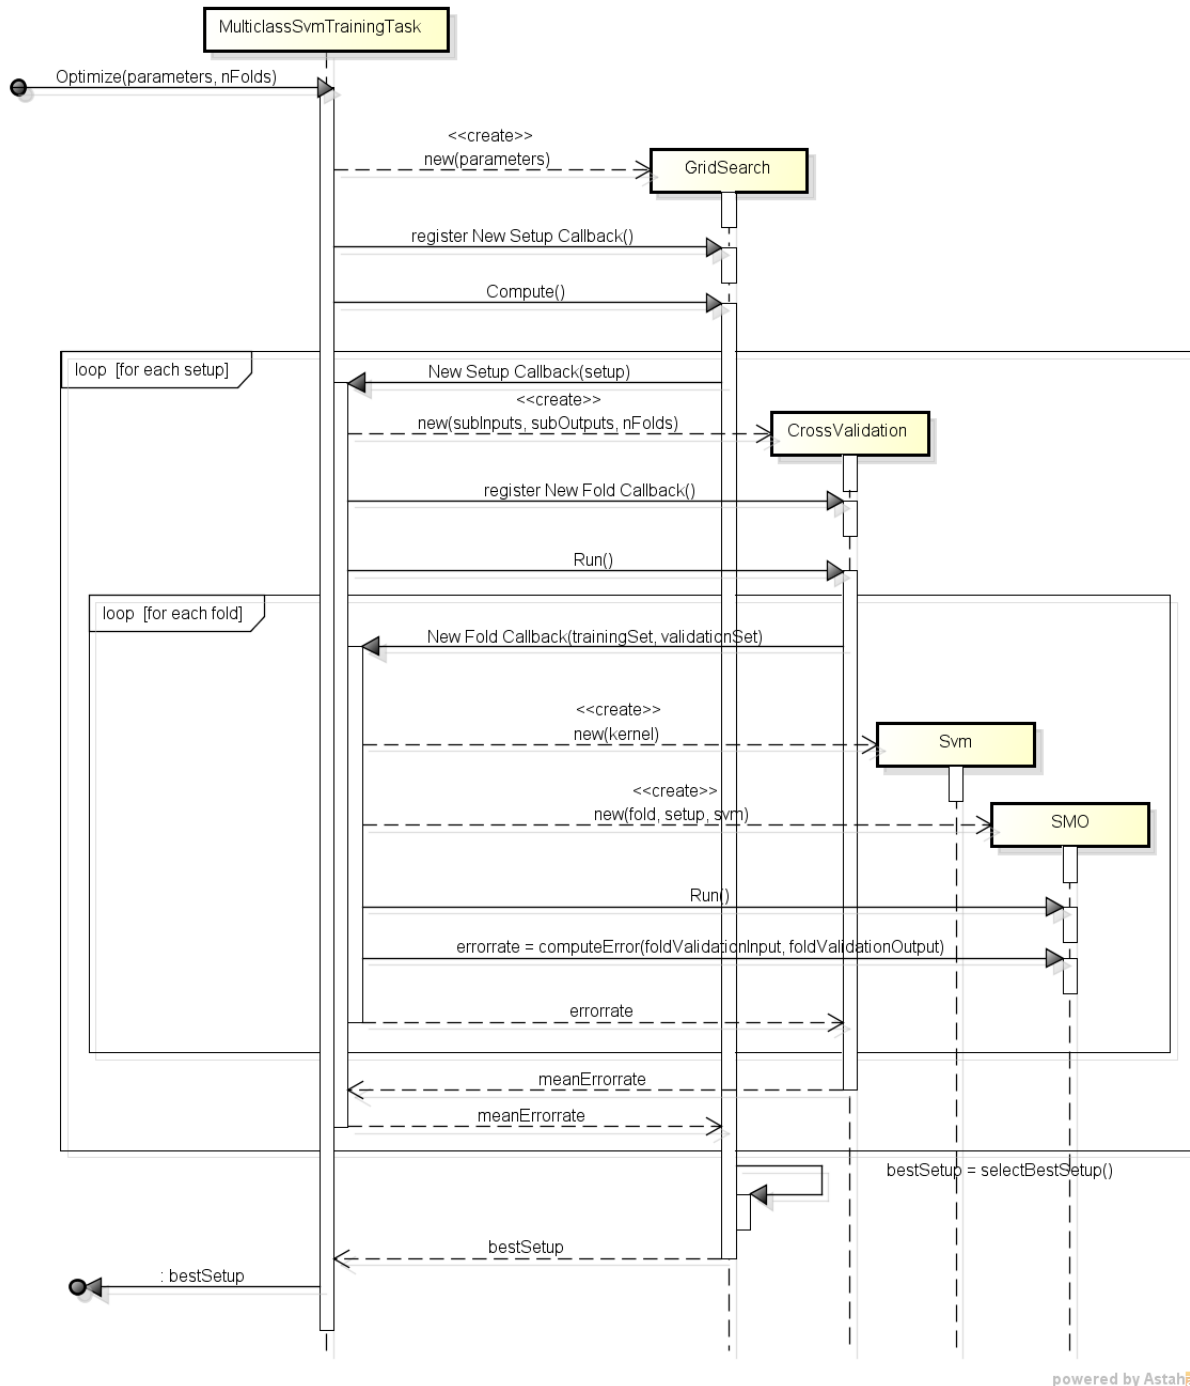 MulticlassSvmTrainingTask
Optimize(parameters, nFolds)
<<create>>
new(parameters)
GridSearch
register New Setup Callback()
Compute()
loop [for each setup]
New Setup Callback(setup)
<<create>>
new(subInputs, subOutputs, nFolds)
CrossValidation
register New Fold Callback()
Run()
loop [for each fold]
New Fold Callback(trainingSet, validationSet)
<<create>>
new(kernel)
Svm
<<create>>
new(fold, setup, svm)
SMO
Run()
errorrate = computeError(foldValidationInput, foldValidationOutput)
errorrate
meanErrorrate
meanErrorrate
bestSetup = selectBestSetup()
bestSetup
: bestSetup
powered by Astah